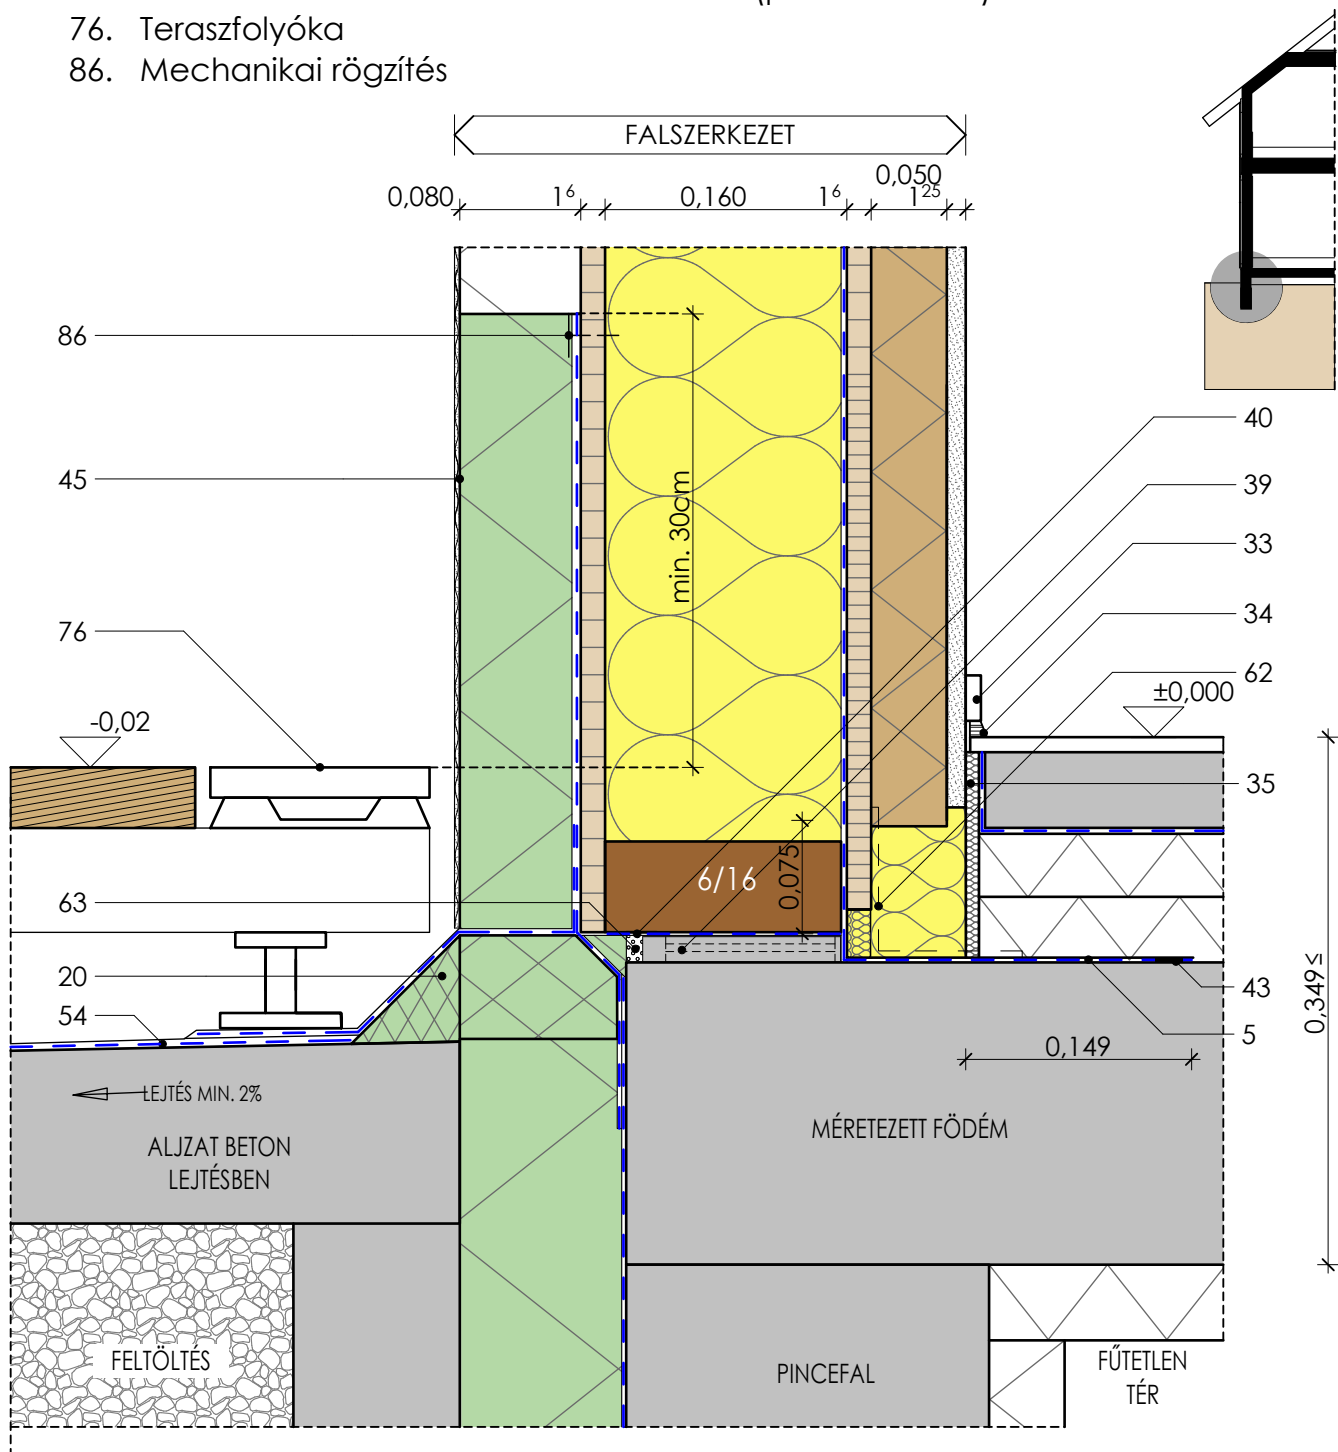 76. Teraszfolyóka
86. Mechanikai rögzítés
FALSZERKEZET
0,050
0,080 1⁶ 0,160 1⁶ 1²⁵
86
40
45
39
min. 30cm
33
34
76
62
±0,000
-0,02
35
0,075
6/16
63
20
43
54
5
0,349≤
0,149
LEJTÉS MIN. 2%
MÉRETEZETT FÖDÉM
ALJZAT BETON
LEJTÉSBEN
FELTÖLTÉS
PINCEFAL
FŰTETLEN
TÉR